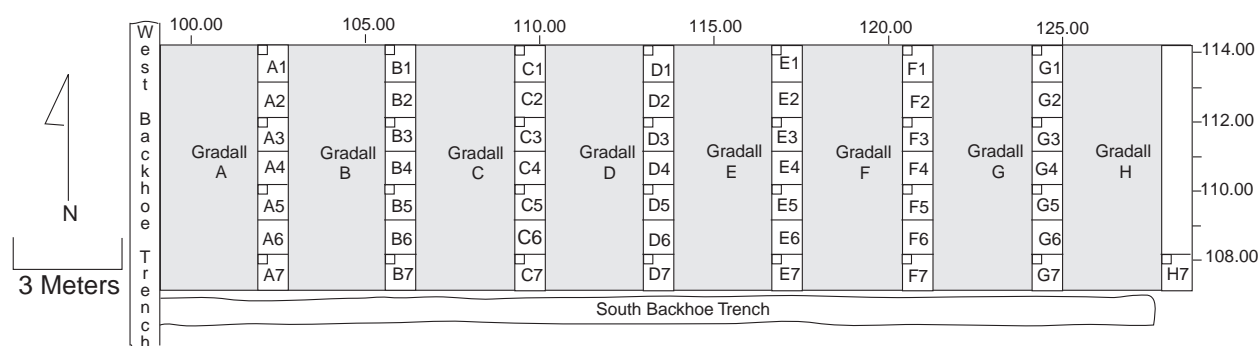 100.00 105.00 110.00 115.00 120.00 125.00
West Backhoe Trench
114.00
112.00
110.00
108.00
A1 B1 C1 D1 E1 F1 G1
A2 B2 C2 D2 E2 F2 G2
A3 B3 C3 D3 E3 F3 G3
Gradall Gradall Gradall Gradall Gradall Gradall Gradall Gradall
A B C D E F G H
A4 B4 C4 D4 E4 F4 G4
A5 B5 C5 D5 E5 F5 G5
A6 B6 C6 D6 E6 F6 G6
A7 B7 C7 D7 E7 F7 G7 H7
N
3 Meters
South Backhoe Trench